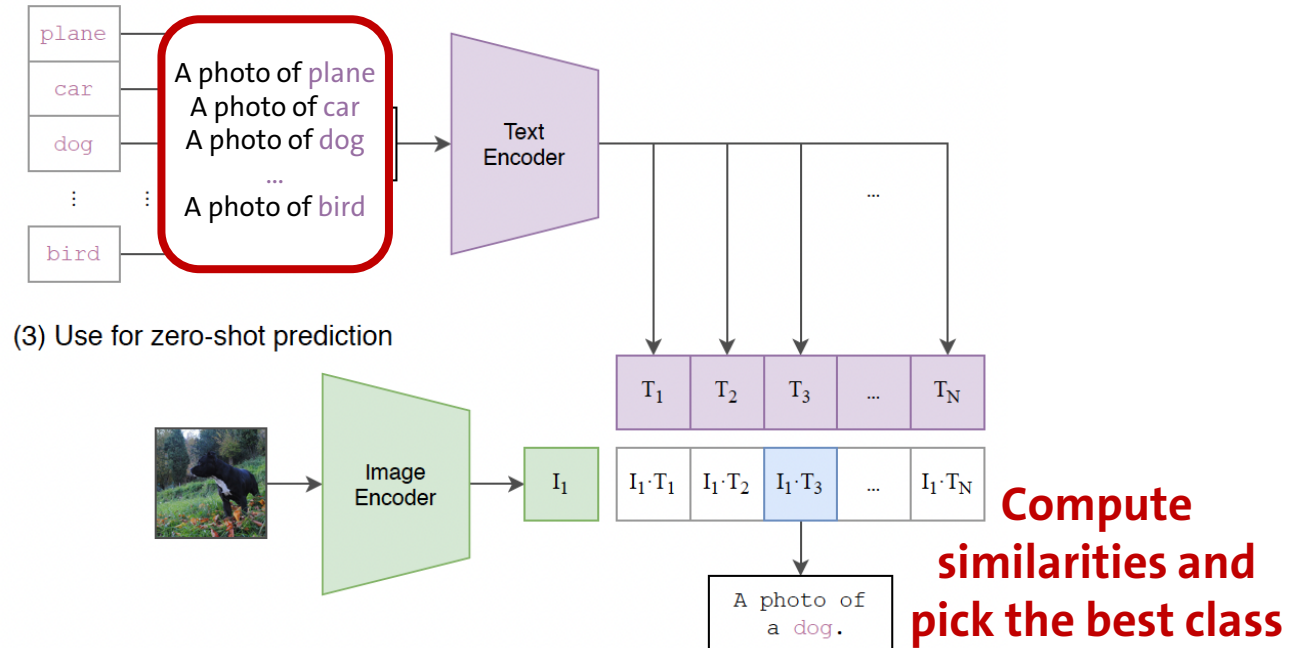 plane
car
dog
⋮
⋮
bird
A photo of plane
A photo of car
A photo of dog
...
A photo of bird
Text
Encoder
...
(3) Use for zero-shot prediction
T₁
T₂
T₃
...
T_N
Image
Encoder
I₁
I₁·T₁
I₁·T₂
I₁·T₃
...
I₁·T_N
A photo of
a dog.
Compute
similarities and
pick the best class